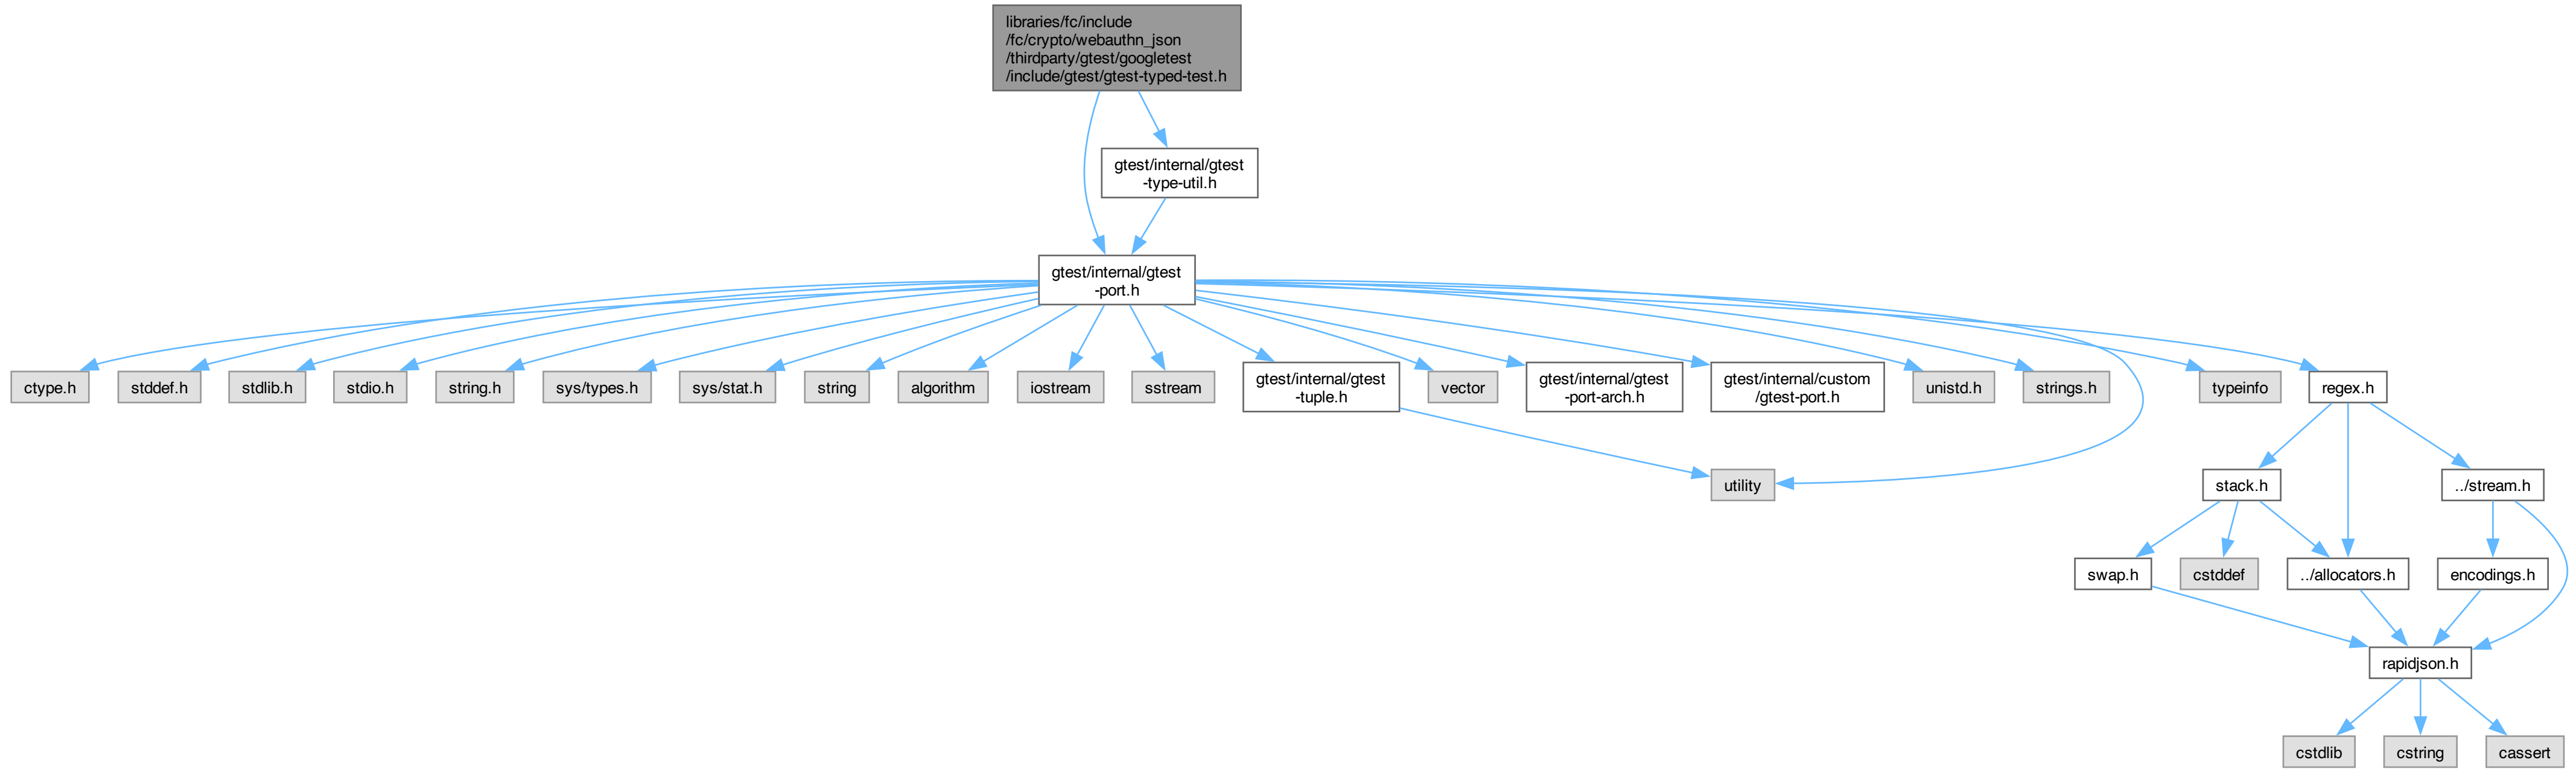 libraries/fc/include
/fc/crypto/webauthn_json
/thirdparty/gtest/googletest
/include/gtest/gtest-typed-test.h
gtest/internal/gtest
-type-util.h
gtest/internal/gtest
-port.h
ctype.h
stddef.h
stdlib.h
stdio.h
string.h
sys/types.h
sys/stat.h
string
algorithm
iostream
sstream
gtest/internal/gtest
-tuple.h
vector
gtest/internal/gtest
-port-arch.h
gtest/internal/custom
/gtest-port.h
unistd.h
strings.h
typeinfo
regex.h
utility
stack.h
../stream.h
swap.h
cstddef
../allocators.h
encodings.h
rapidjson.h
cstdlib
cstring
cassert